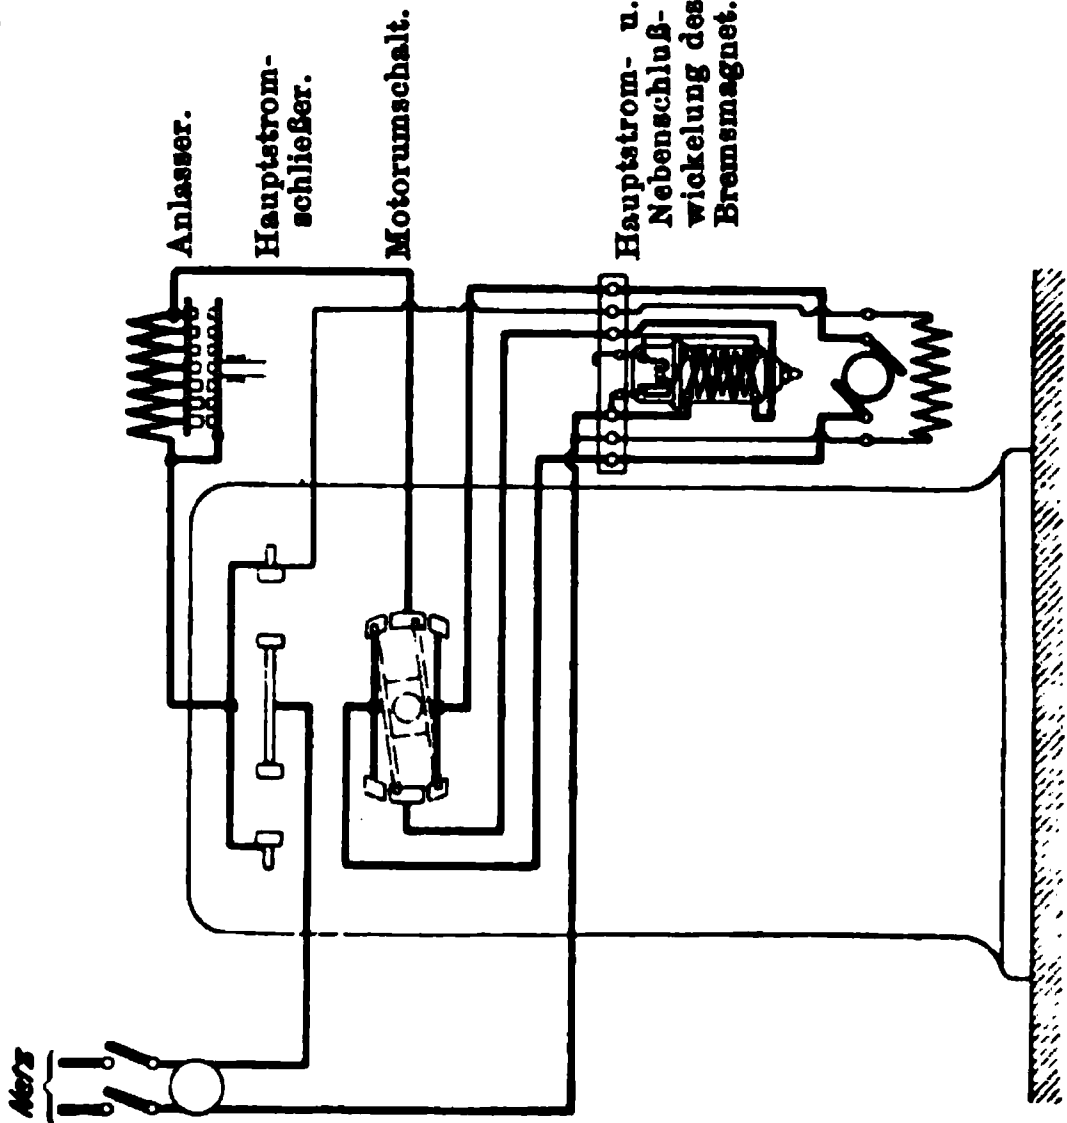 Anlasser.
Hauptstrom-
schließer.
Motorumschalt.
Hauptstrom- u.
Nebenschluß-
wickelung des
Bremsmagnet.
Netz